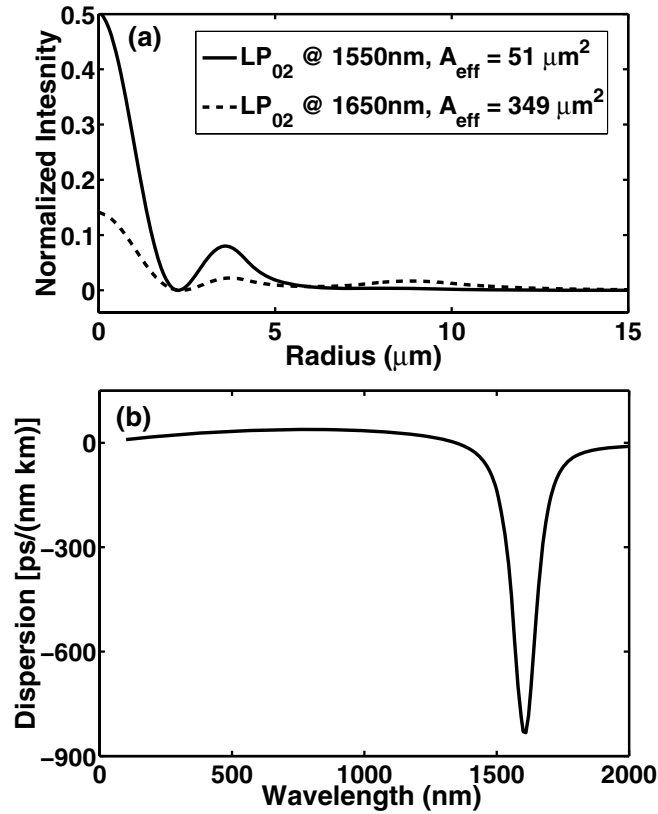 (a)
LP02 @ 1550nm, Aeff = 51 μm2
LP02 @ 1650nm, Aeff = 349 μm2
Normalized Intesnity
0.5
0.4
0.3
0.2
0.1
0
0 5 10 15
Radius (μm)
(b)
Dispersion [ps/(nm km)]
0
−300
−600
−900
0 500 1000 1500 2000
Wavelength (nm)